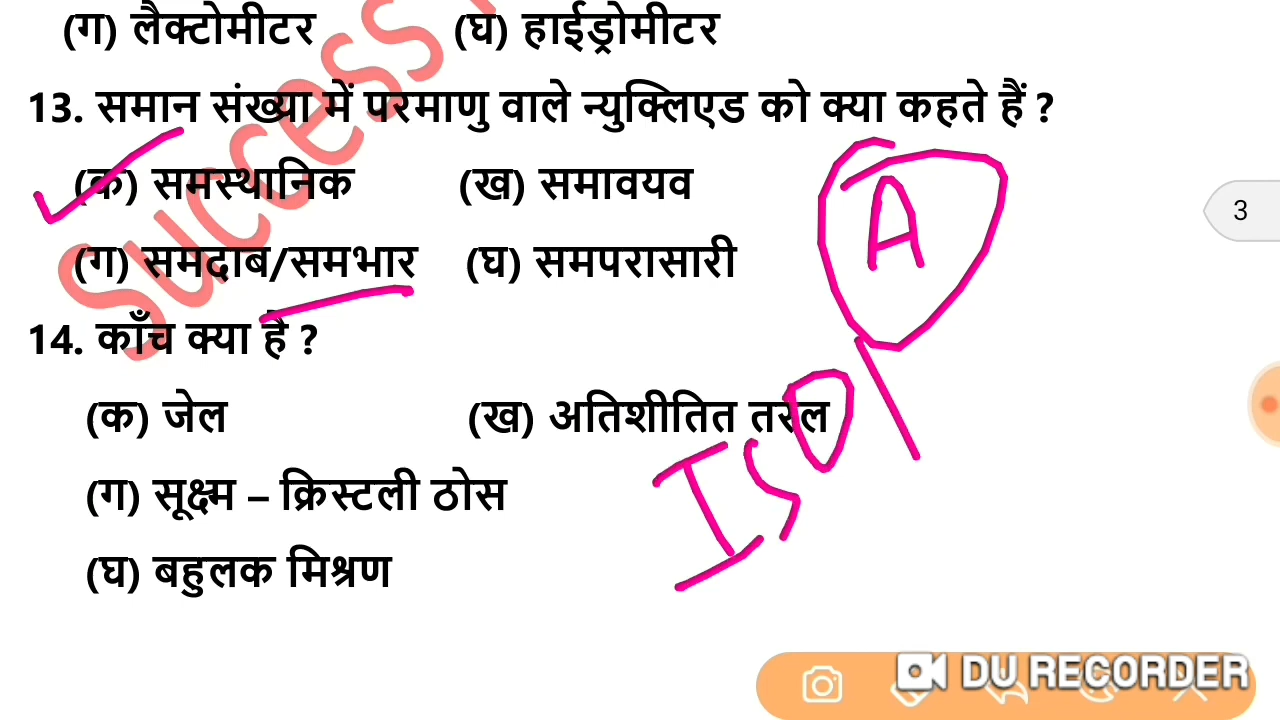 (ग) लैक्टोमीटर (घ) हाईड्रोमीटर
13. समान संख्या में परमाणु वाले न्युक्लिएड को क्या कहते हैं ?
(क) समस्थानिक (ख) समावयव
(ग) समदाब/समभार (घ) समपरासारी
A
14. काँच क्या है ?
(क) जेल (ख) अतिशीतित तरल
(ग) सूक्ष्म – क्रिस्टली ठोस
(घ) बहुलक मिश्रण
ISO
Success
3
DU RECORDER